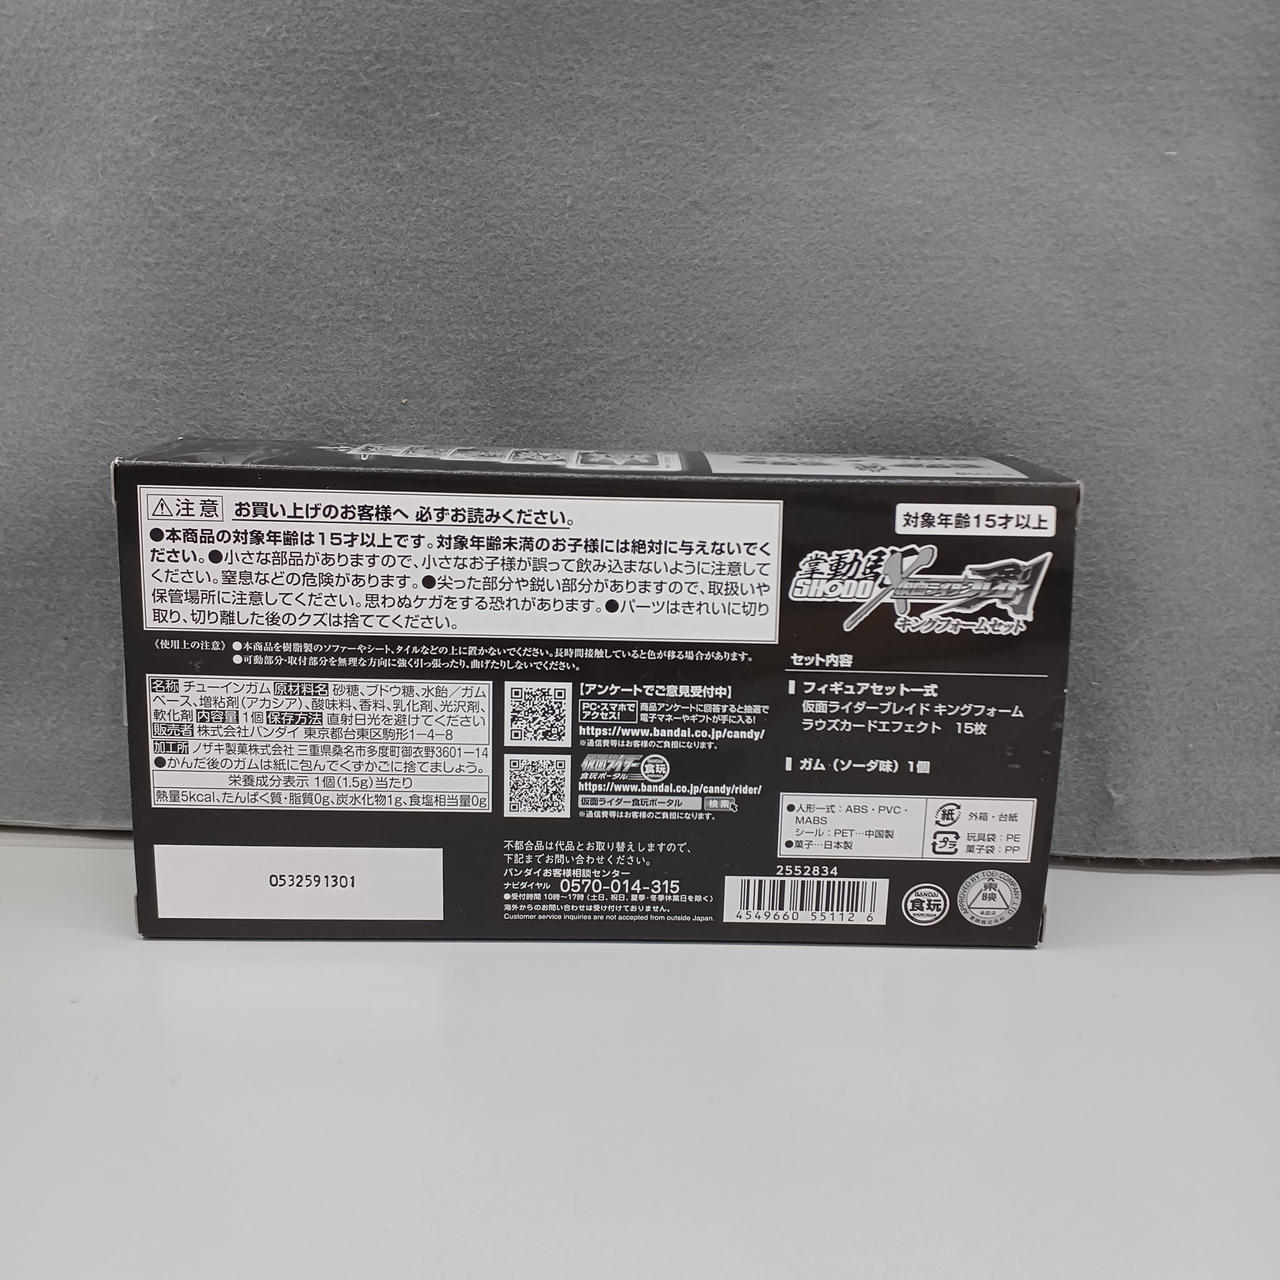 注意 お買い上げのお客様へ 必ずお読みください。
●本商品の対象年齢は15才以上です。対象年齢未満のお子様には絶対に与えないでく
ださい。●小さな部品がありますので、小さなお子様が誤って飲み込まないように注意して
ください。窒息などの危険があります。●尖った部分や鋭い部分がありますので、取扱いや
保管場所に注意してください。思わぬケガをする恐れがあります。●パーツはきれいに切り
取り、切り離した後のクズは捨ててください。
《使用上の注意》●本商品を樹脂製のソファーやシート、タイルなどの上に置かないでください。長時間接触していると色が移る場合があります。
●可動部分・取付部分を無理な方向に強く引っ張ったり、曲げたりしないでください。
名称 チューインガム 原材料名 砂糖、ブドウ糖、水飴／ガム
ベース、増粘剤(アカシア)、酸味料、香料、乳化剤、光沢剤、
軟化剤 内容量 1個 保存方法 直射日光を避けてください
販売者 株式会社バンダイ 東京都台東区駒形1-4-8
加工所 ノザキ製菓株式会社 三重県桑名市多度町御衣野3601-14
●かんだ後のガムは紙に包んでくずかごに捨てましょう。
栄養成分表示 1個(1.5g)当たり
熱量5kcal、たんぱく質・脂質0g、炭水化物1g、食塩相当量0g
0532591301
【アンケートでご意見受付中】
PC・スマホで
アクセス!
商品アンケートに回答すると抽選で
電子マネーやギフトが手に入る!
https://www.bandai.co.jp/candy/
※通信費等はお客様のご負担になります。
仮面ライダー
食玩ポータル
BANDAI
食玩
https://www.bandai.co.jp/candy/rider/
仮面ライダー食玩ポータル 検索
※通信費等はお客様のご負担になります。
不都合品は代品とお取り替えしますので、
下記までお問い合わせください。
バンダイお客様相談センター
ナビダイヤル 0570-014-315
●受付時間 10時〜17時(土日、祝日、夏季・冬季休業日を除く)
海外からのお問い合わせは受け付けておりません。
Customer service inquiries are not accepted from outside Japan.
対象年齢15才以上
掌動駆
SHODO X 仮面ライダー剣
キングフォームセット
セット内容
フィギュアセット一式
仮面ライダーブレイド キングフォーム
ラウズカードエフェクト 15枚
ガム(ソーダ味) 1個
●人形一式：ABS・PVC・
MABS
シール：PET…中国製
●菓子…日本製
紙 外箱・台紙
プラ 玩具袋：PE
菓子袋：PP
2552834
4549660 55112 6
BANDAI
食玩
SHOKUGAN
APPROVED BY TOEI COMPANY, LTD.
東映